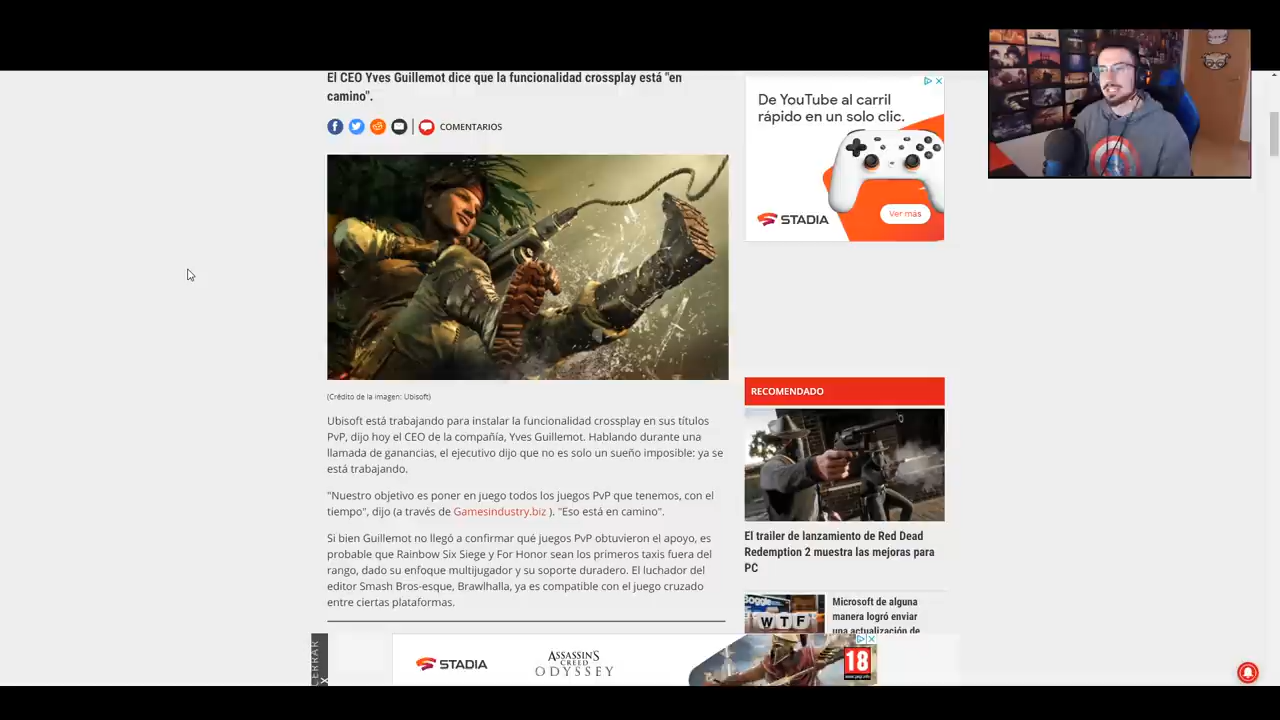 El CEO Yves Guillemot dice que la funcionalidad crossplay está "en
camino".
COMENTARIOS
(Crédito de la imagen: Ubisoft)
Ubisoft está trabajando para instalar la funcionalidad crossplay en sus títulos
PvP, dijo hoy el CEO de la compañía, Yves Guillemot. Hablando durante una
llamada de ganancias, el ejecutivo dijo que no es solo un sueño imposible: ya se
está trabajando.
"Nuestro objetivo es poner en juego todos los juegos PvP que tenemos, con el
tiempo", dijo (a través de Gamesindustry.biz ). "Eso está en camino".
Si bien Guillemot no llegó a confirmar qué juegos PvP obtuvieron el apoyo, es
probable que Rainbow Six Siege y For Honor sean los primeros taxis fuera del
rango, dado su enfoque multijugador y su soporte duradero. El luchador del
editor Smash Bros-esque, Brawlhalla, ya es compatible con el juego cruzado
entre ciertas plataformas.
De YouTube al carril
rápido en un solo clic.
STADIA
Ver más
RECOMENDADO
El trailer de lanzamiento de Red Dead
Redemption 2 muestra las mejoras para
PC
Boggle
WTF
Microsoft de alguna
manera logró enviar
una actualización de
CERRAR
X
STADIA
ASSASSIN'S
CREED
ODYSSEY
18
www.pegi.info